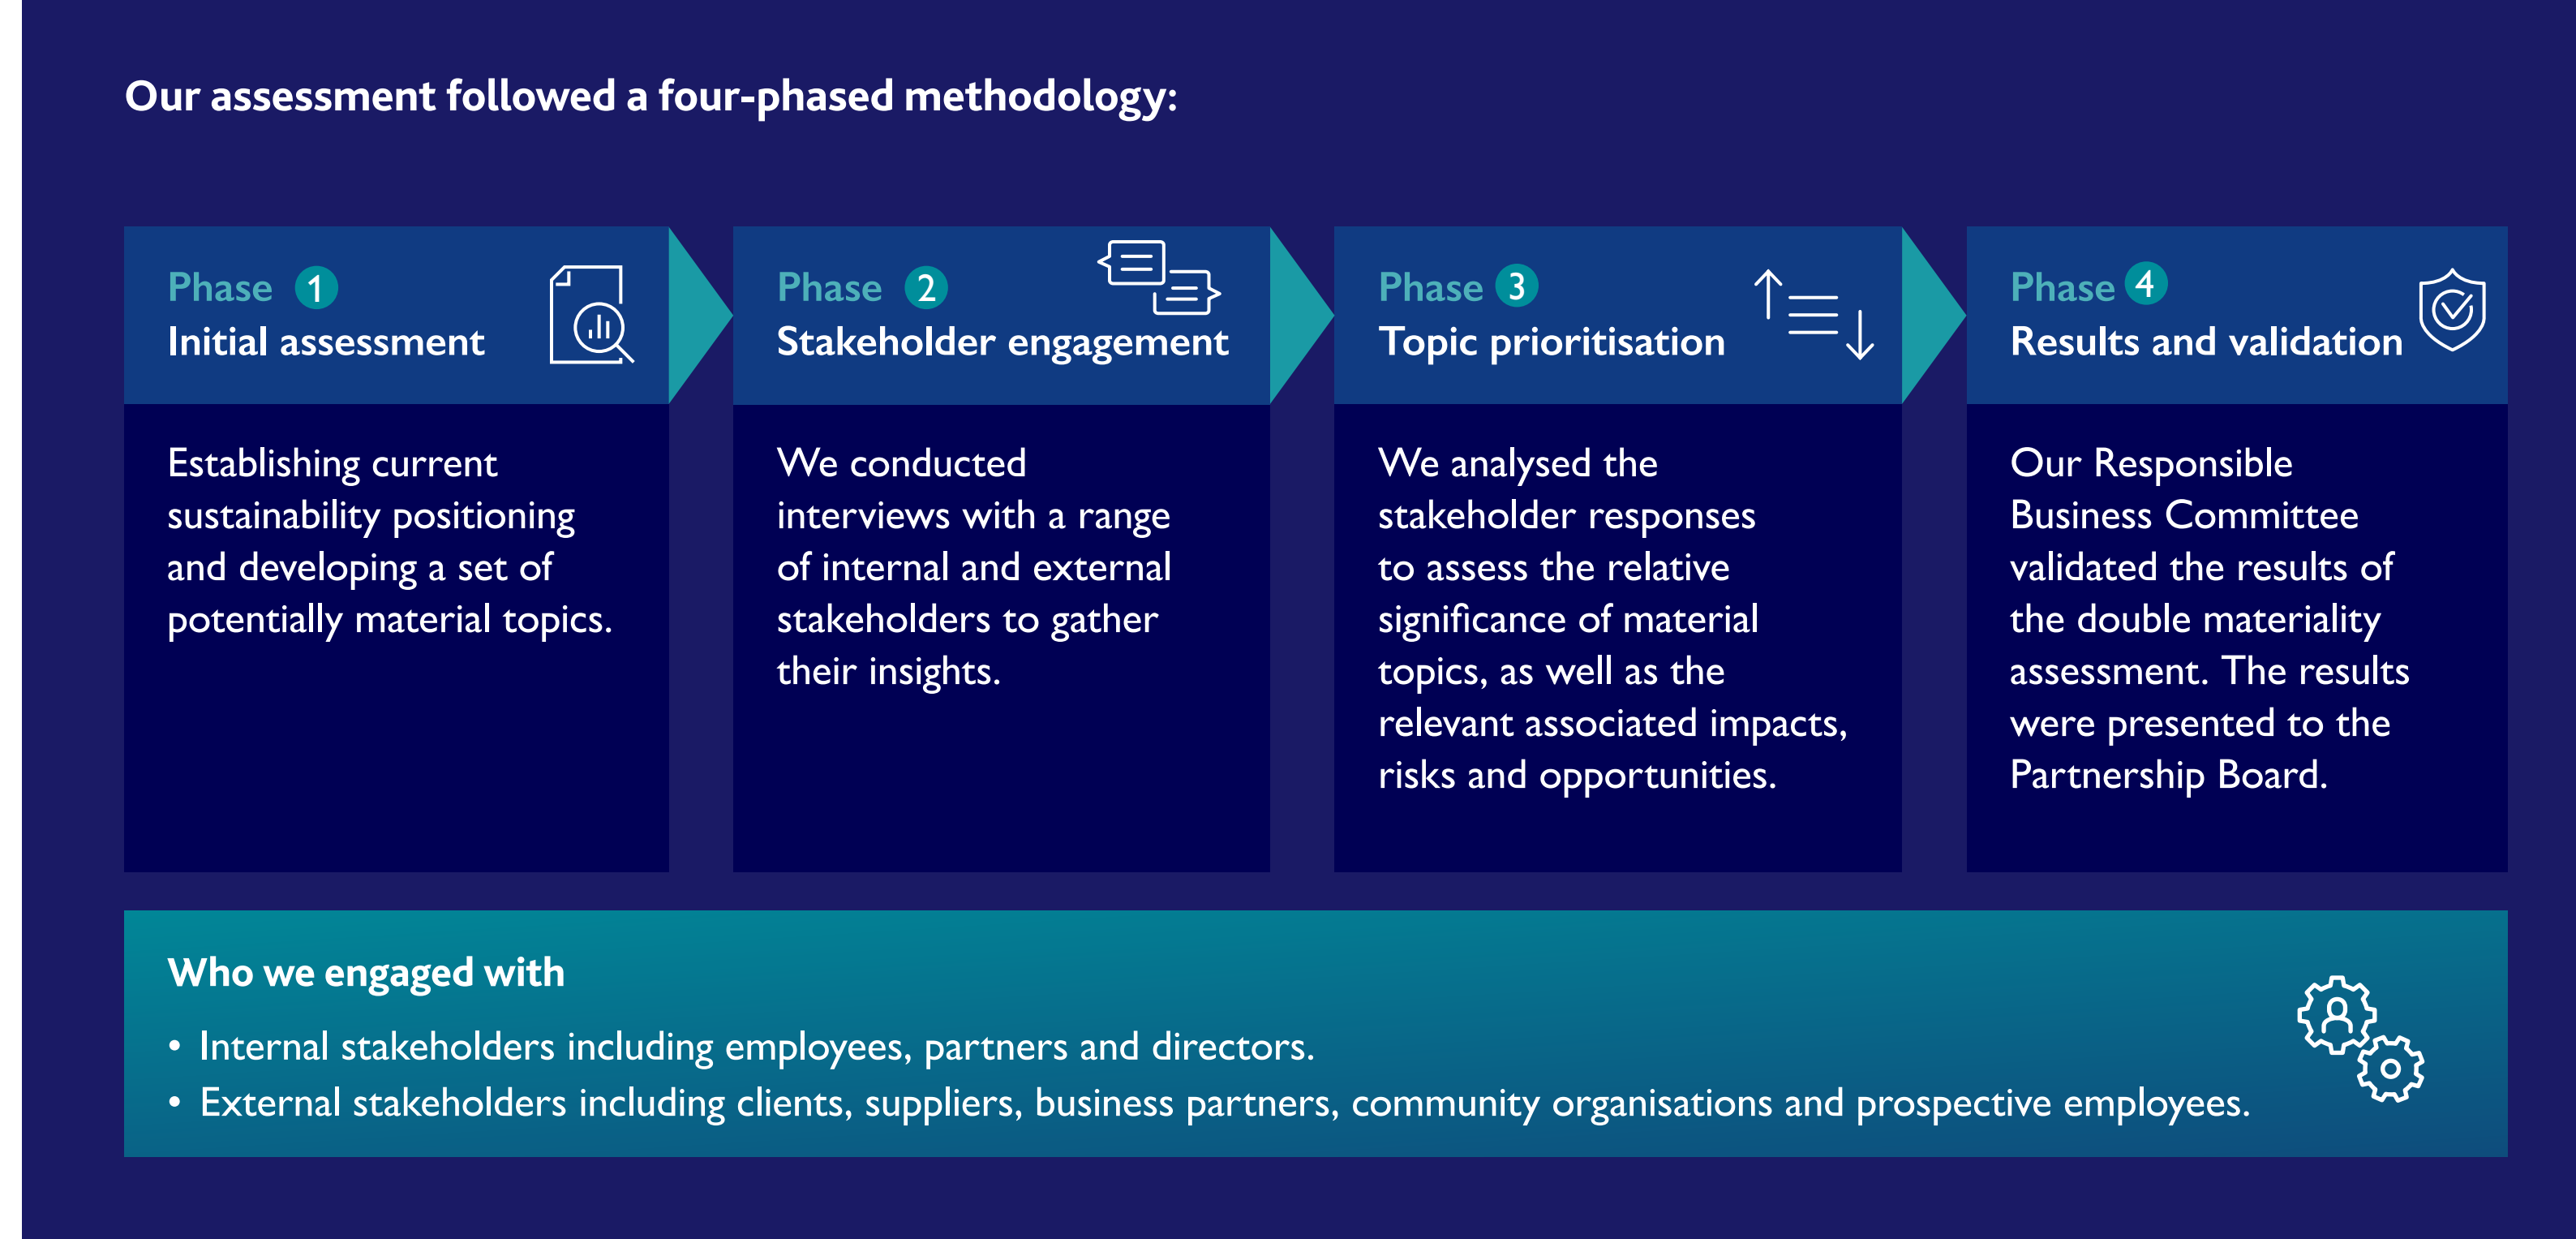 Our assessment followed a four-phased methodology:
Phase 1
Initial assessment
Establishing current
sustainability positioning
and developing a set of
potentially material topics.
Phase 2
Stakeholder engagement
We conducted
interviews with a range
of internal and external
stakeholders to gather
their insights.
Phase 3
Topic prioritisation
We analysed the
stakeholder responses
to assess the relative
significance of material
topics, as well as the
relevant associated impacts,
risks and opportunities.
Phase 4
Results and validation
Our Responsible
Business Committee
validated the results of
the double materiality
assessment. The results
were presented to the
Partnership Board.
Who we engaged with
• Internal stakeholders including employees, partners and directors.
• External stakeholders including clients, suppliers, business partners, community organisations and prospective employees.